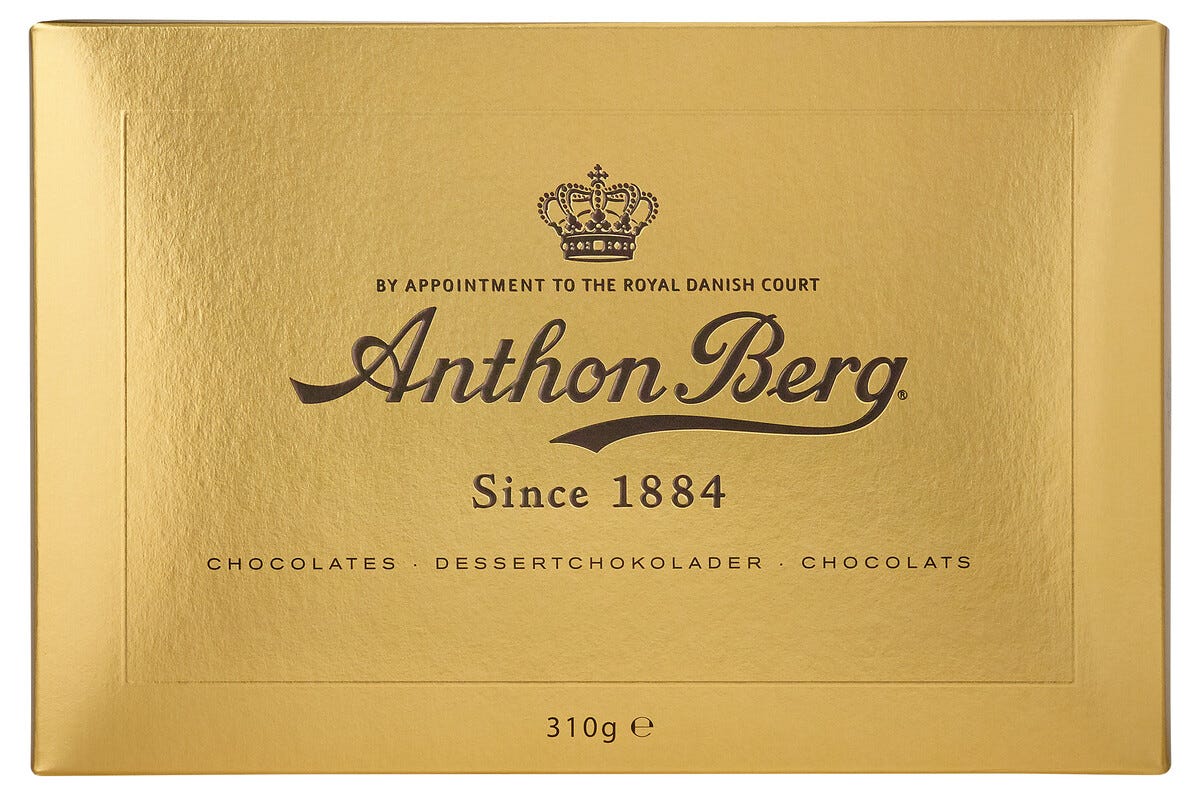 BY APPOINTMENT TO THE ROYAL DANISH COURT
Anthon Berg®
Since 1884
CHOCOLATES · DESSERTCHOKOLADER · CHOCOLATS
310g ℮